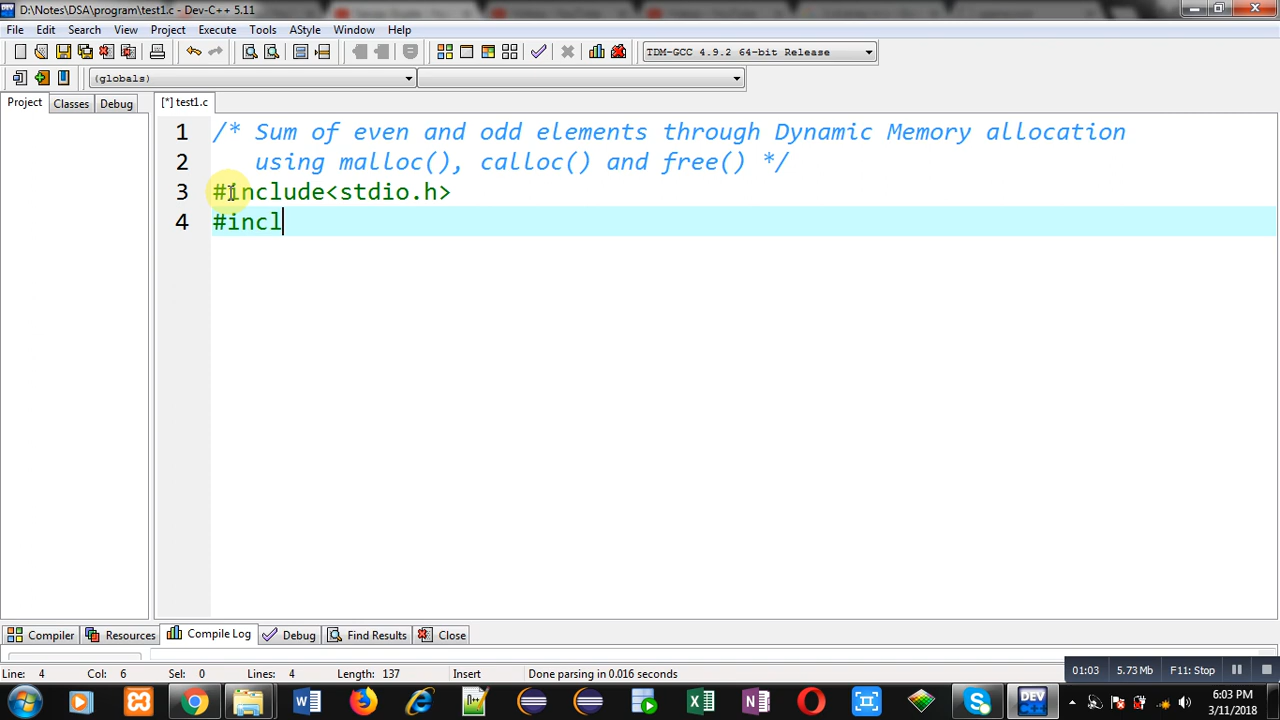 D:\Notes\DSA\program\test1.c - Dev-C++ 5.11
File Edit Search View Project Execute Tools AStyle Window Help
TDM-GCC 4.9.2 64-bit Release
(globals)
Project Classes Debug [*] test1.c
1 /* Sum of even and odd elements through Dynamic Memory allocation
2 using malloc(), calloc() and free() */
3 #include<stdio.h>
4 #incl
Compiler Resources Compile Log Debug Find Results Close
Line: 4 Col: 6 Sel: 0 Lines: 4 Length: 137 Insert Done parsing in 0.016 seconds
01:03 5.73 Mb F11: Stop
DEV C++
6:03 PM
3/11/2018